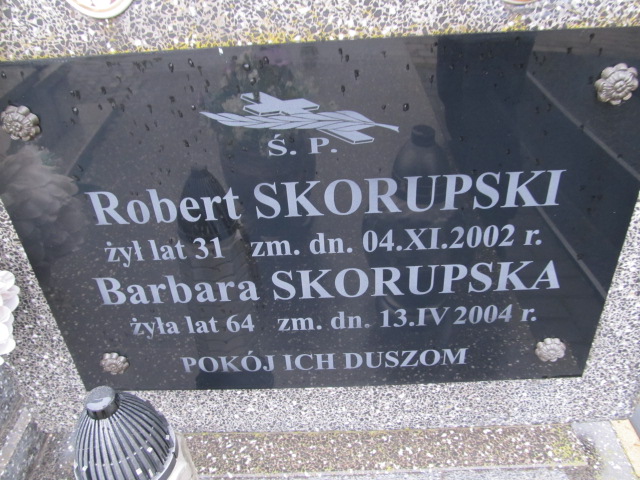 Ś. P.
Robert SKORUPSKI
żył lat 31 zm. dn. 04.XI.2002 r.
Barbara SKORUPSKA
żyła lat 64 zm. dn. 13.IV 2004 r.
POKÓJ ICH DUSZOM